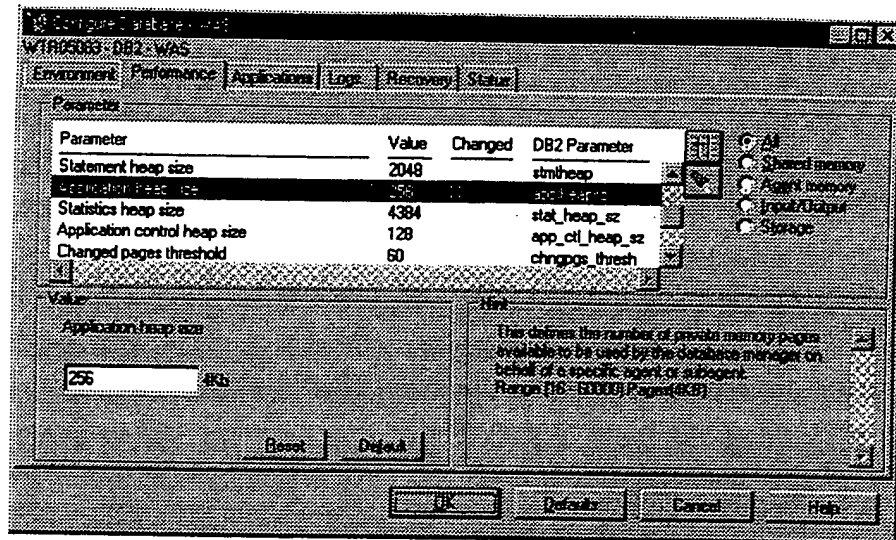 Configure Database - WAS
WTR05083 - DB2 - WAS
Environment Performance Applications Logs Recovery Status
Parameter
Parameter Value Changed DB2 Parameter
Statement heap size 2048 stmtheap
Application heap size 256 applheapsz
Statistics heap size 4384 stat_heap_sz
Application control heap size 128 app_ctl_heap_sz
Changed pages threshold 60 chngpgs_thresh
All
Shared memory
Agent memory
Input/Output
Storage
Value
Application heap size
256 4Kb
Reset Default
Hint
This defines the number of private memory pages
available to be used by the database manager on
behalf of a specific agent or subagent.
Range [16 - 60000] Pages(4KB)
OK Defaults Cancel Help